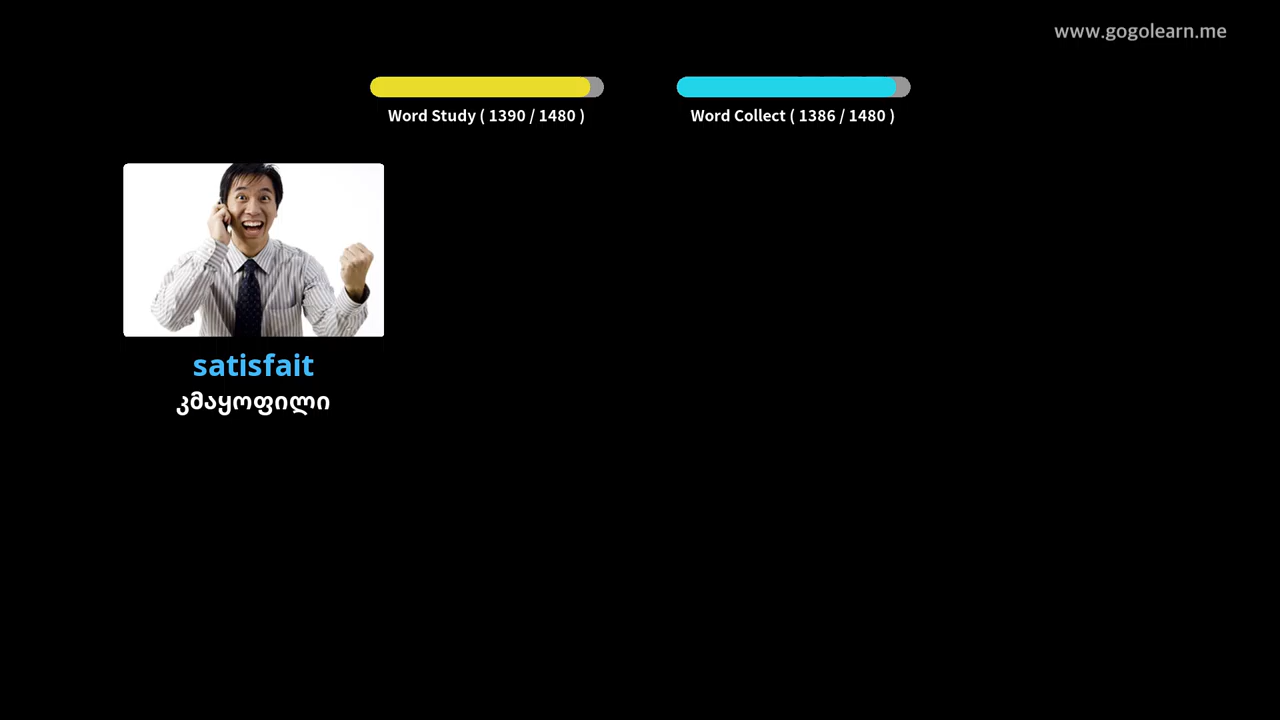 www.gogolearn.me
Word Study ( 1390 / 1480 )
Word Collect ( 1386 / 1480 )
satisfait
კმაყოფილი